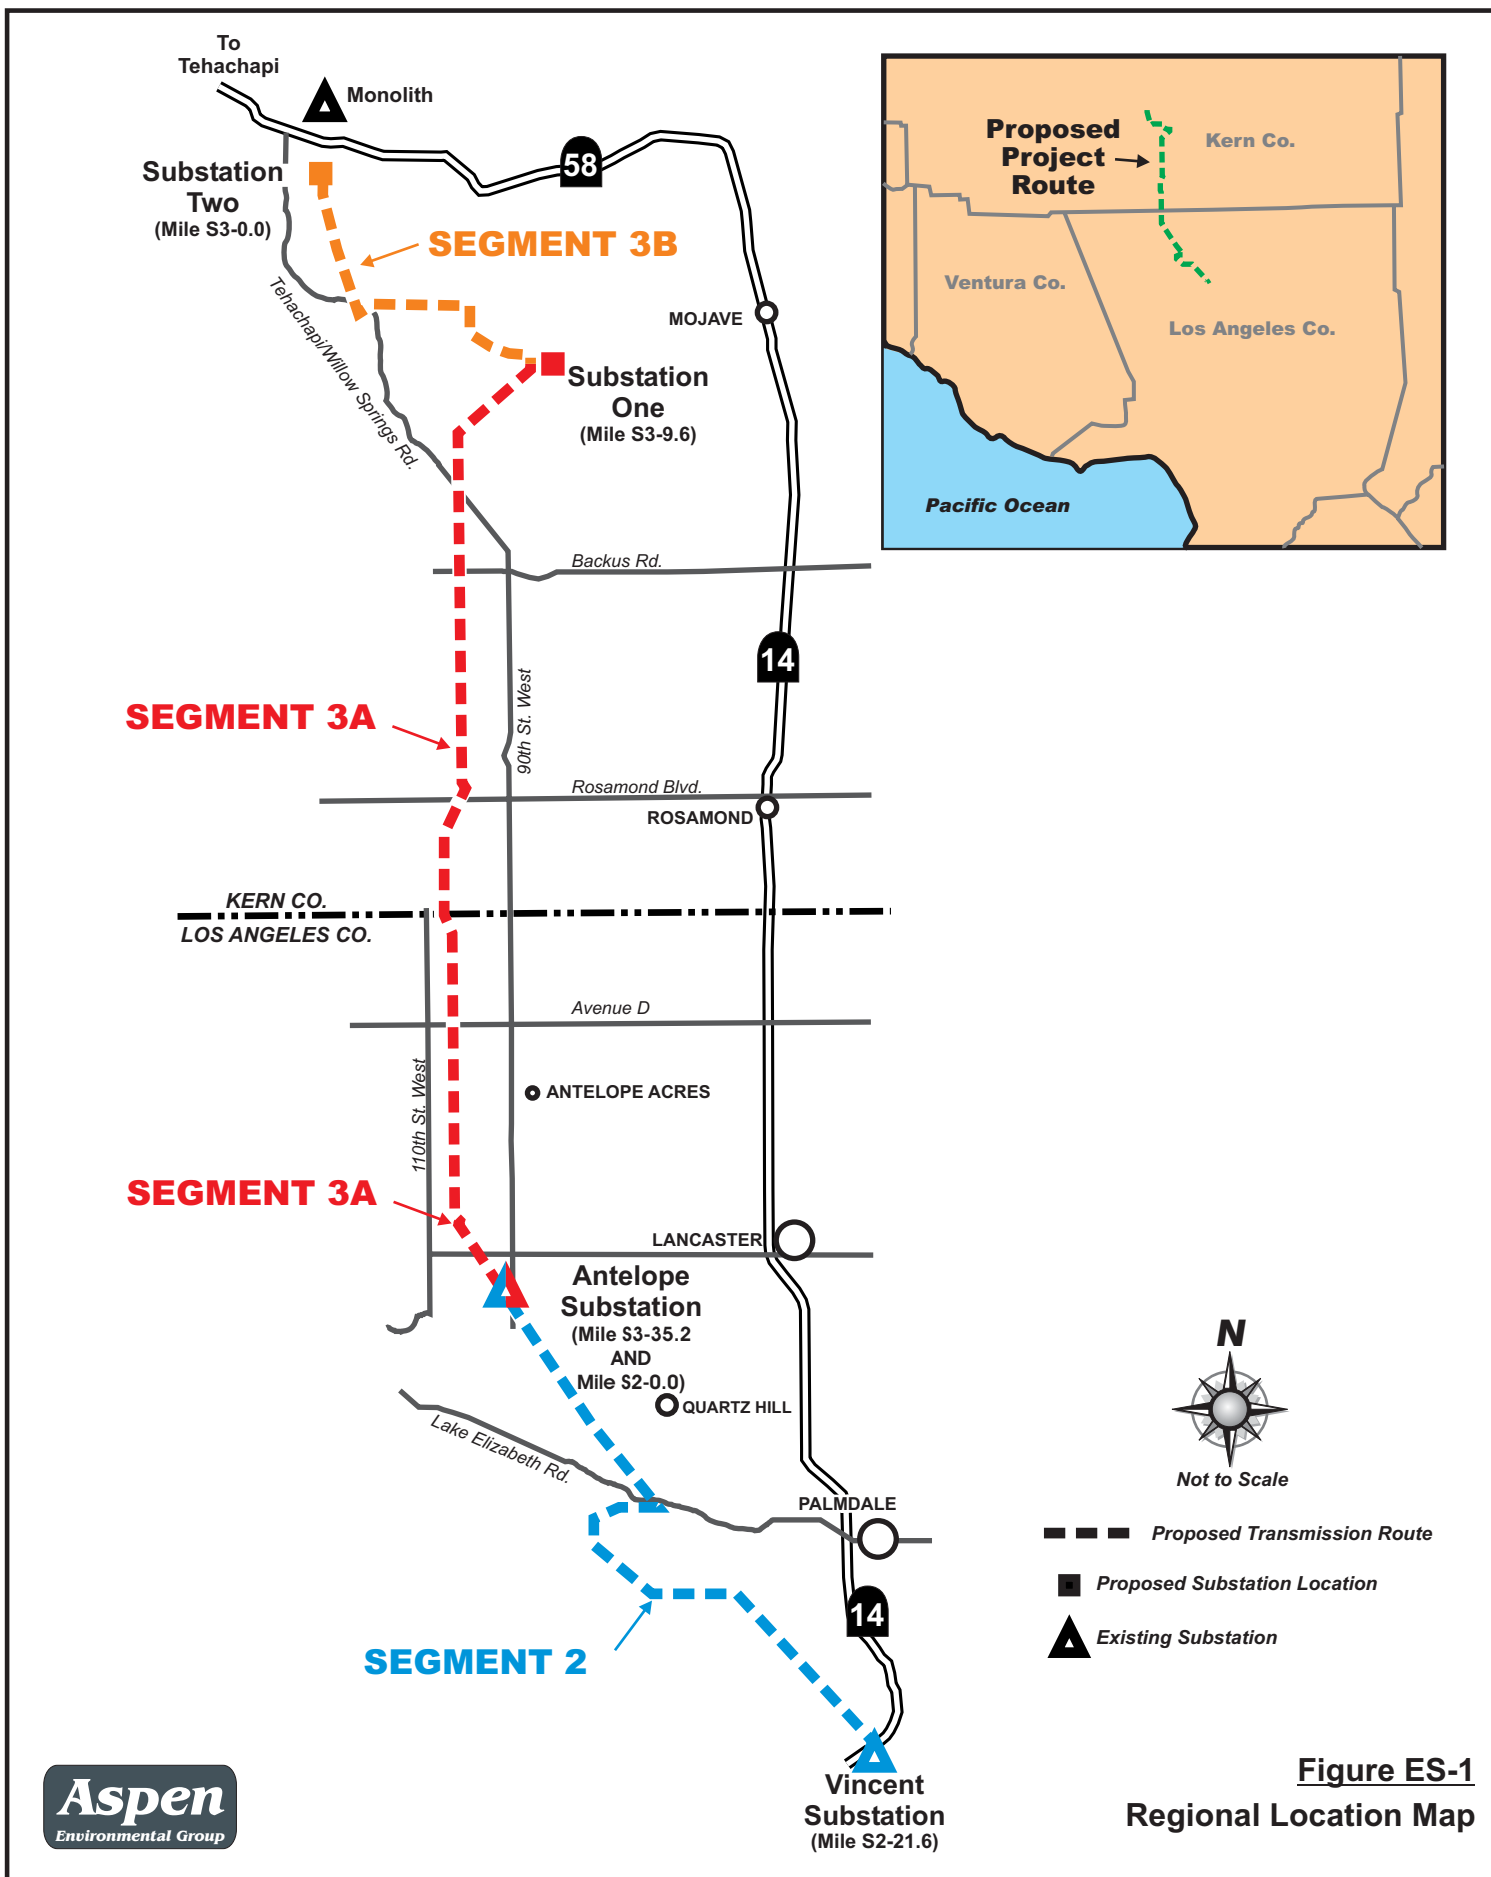 To
Tehachapi
Monolith
58
Substation
Two
(Mile S3-0.0)
SEGMENT 3B
Tehachapi/Willow Springs Rd.
MOJAVE
Substation
One
(Mile S3-9.6)
Proposed
Project
Route
Kern Co.
Ventura Co.
Los Angeles Co.
Pacific Ocean
Backus Rd.
14
90th St. West
SEGMENT 3A
Rosamond Blvd.
ROSAMOND
KERN CO.
LOS ANGELES CO.
Avenue D
110th St. West
ANTELOPE ACRES
SEGMENT 3A
LANCASTER
Antelope
Substation
(Mile S3-35.2
AND
Mile S2-0.0)
QUARTZ HILL
Lake Elizabeth Rd.
PALMDALE
14
SEGMENT 2
Vincent
Substation
(Mile S2-21.6)
N
Not to Scale
Proposed Transmission Route
Proposed Substation Location
Existing Substation
Aspen
Environmental Group
Figure ES-1
Regional Location Map